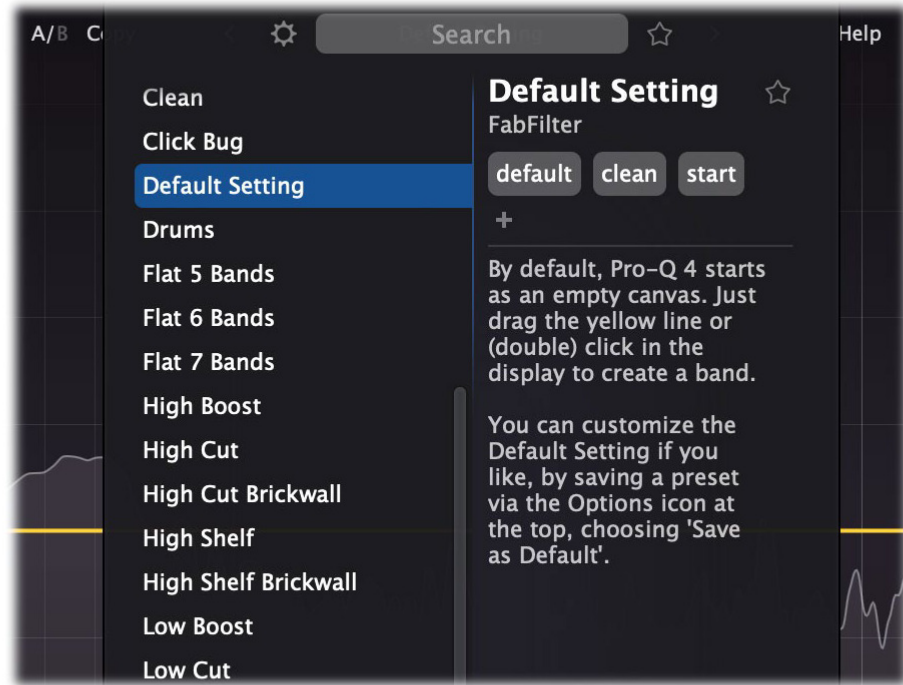 A/B Copy
Search
Help
Clean
Click Bug
Default Setting
Drums
Flat 5 Bands
Flat 6 Bands
Flat 7 Bands
High Boost
High Cut
High Cut Brickwall
High Shelf
High Shelf Brickwall
Low Boost
Low Cut
Default Setting
FabFilter
default clean start
+
By default, Pro-Q 4 starts
as an empty canvas. Just
drag the yellow line or
(double) click in the
display to create a band.
You can customize the
Default Setting if you
like, by saving a preset
via the Options icon at
the top, choosing 'Save
as Default'.